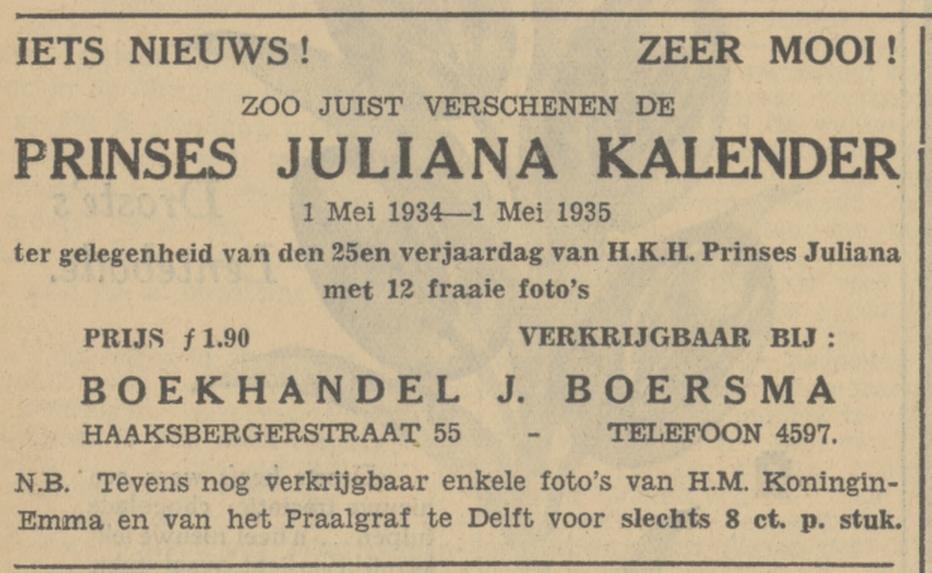 IETS NIEUWS! ZEER MOOI!
ZOO JUIST VERSCHENEN DE
PRINSES JULIANA KALENDER
1 Mei 1934—1 Mei 1935
ter gelegenheid van den 25en verjaardag van H.K.H. Prinses Juliana
met 12 fraaie foto's
PRIJS ƒ 1.90 VERKRIJGBAAR BIJ :
BOEKHANDEL J. BOERSMA
HAAKSBERGERSTRAAT 55 - TELEFOON 4597.
N.B. Tevens nog verkrijgbaar enkele foto's van H.M. Koningin-
Emma en van het Praalgraf te Delft voor slechts 8 ct. p. stuk.